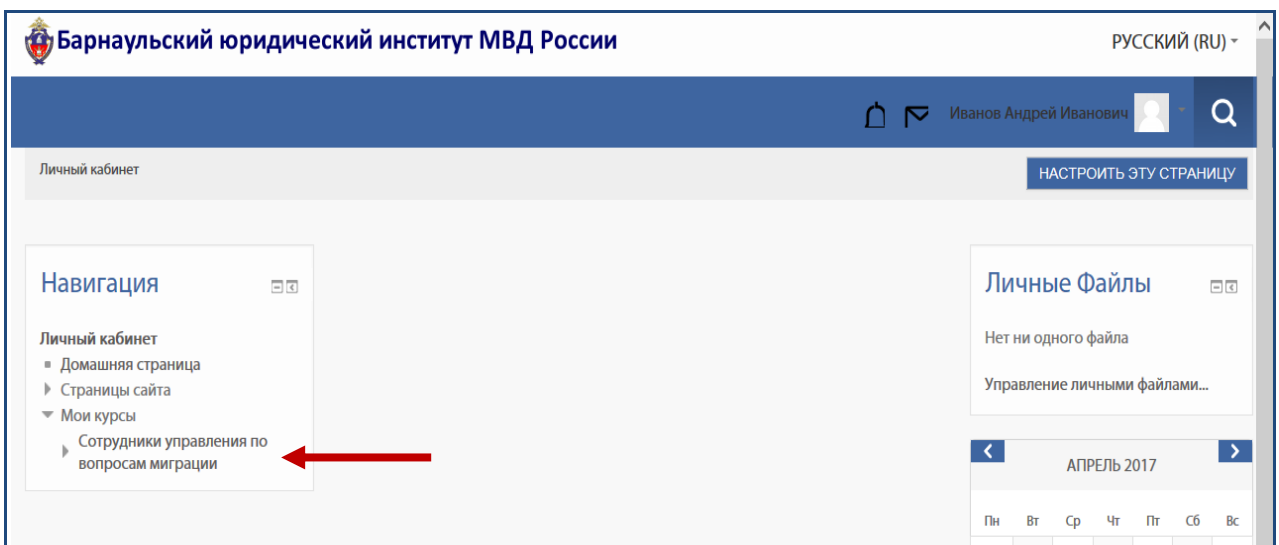 Барнаульский юридический институт МВД России
РУССКИЙ (RU)
Иванов Андрей Иванович
Личный кабинет
НАСТРОИТЬ ЭТУ СТРАНИЦУ
Навигация
Личный кабинет
Домашняя страница
Страницы сайта
Мои курсы
Сотрудники управления по
вопросам миграции
Личные Файлы
Нет ни одного файла
Управление личными файлами...
АПРЕЛЬ 2017
Пн Вт Ср Чт Пт Сб Вс